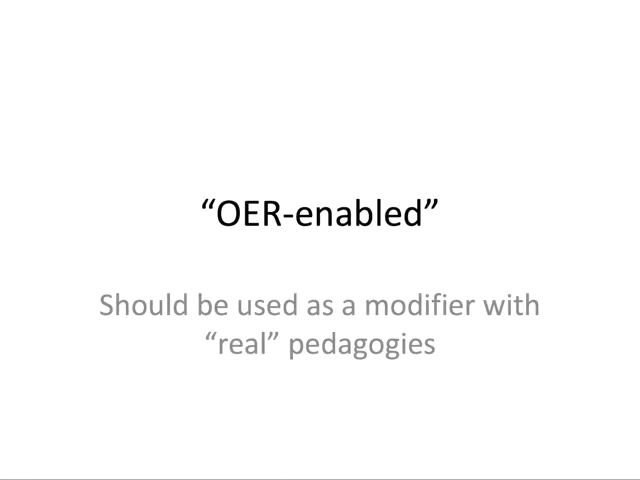 “OER-enabled”
Should be used as a modifier with
“real” pedagogies